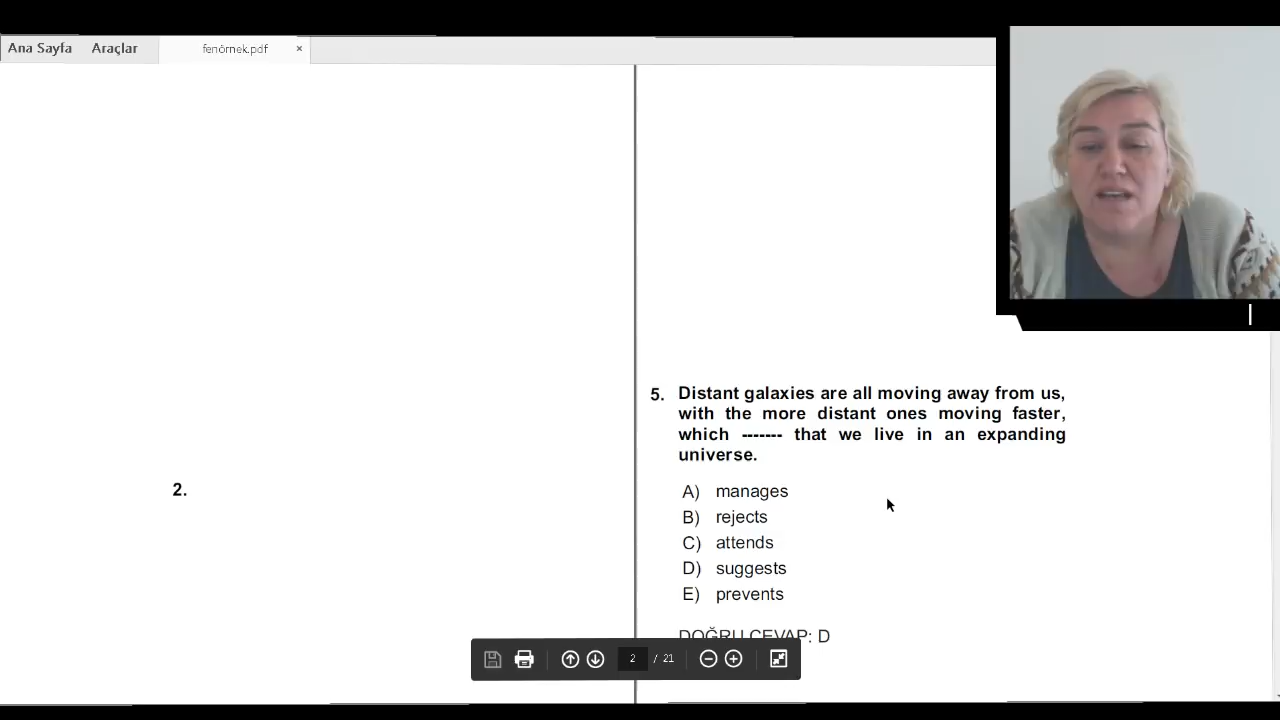 Ana Sayfa Araçlar fenörnek.pdf ×
2.
5. Distant galaxies are all moving away from us,
with the more distant ones moving faster,
which ------- that we live in an expanding
universe.
A) manages
B) rejects
C) attends
D) suggests
E) prevents
DOĞRU CEVAP: D
2 / 21